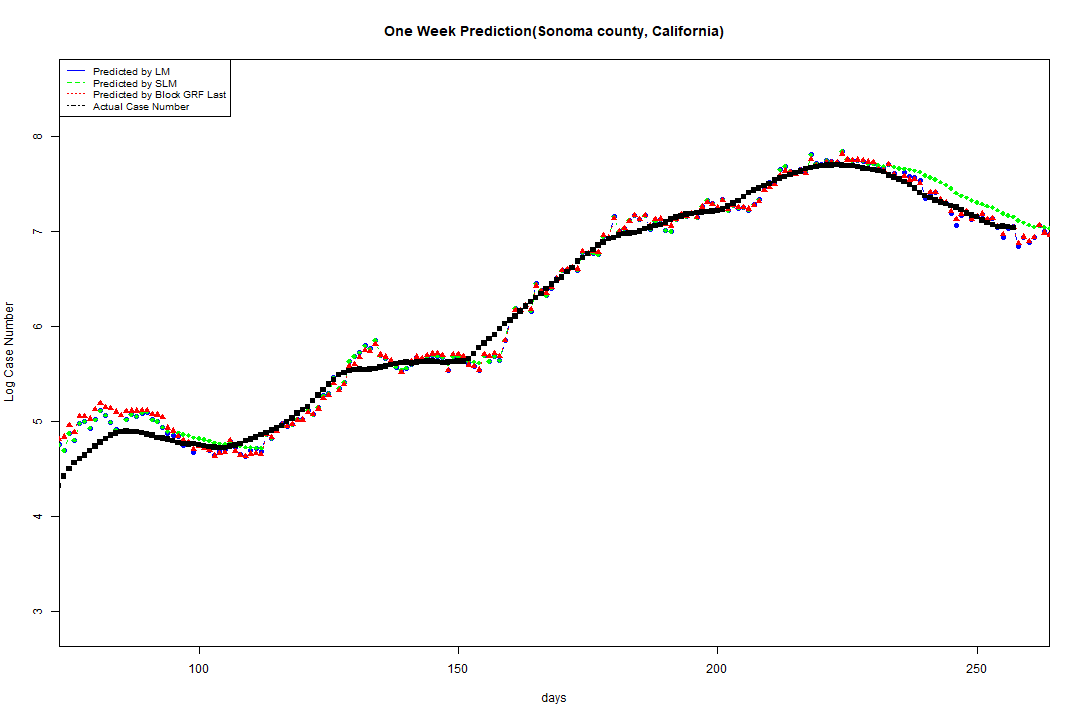 One Week Prediction(Sonoma county, California)
Predicted by LM
Predicted by SLM
Predicted by Block GRF Last
Actual Case Number
8
7
6
5
4
3
Log Case Number
100 150 200 250
days